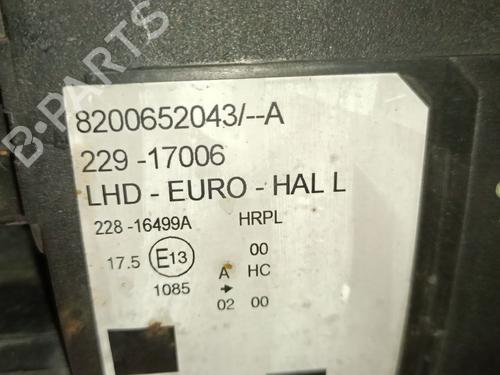 B-PARTS
8200652043/--A
229 -17006
LHD - EURO - HAL L
228 -16499A HRPL
00
17.5 E13 A HC
1085 →
02 00